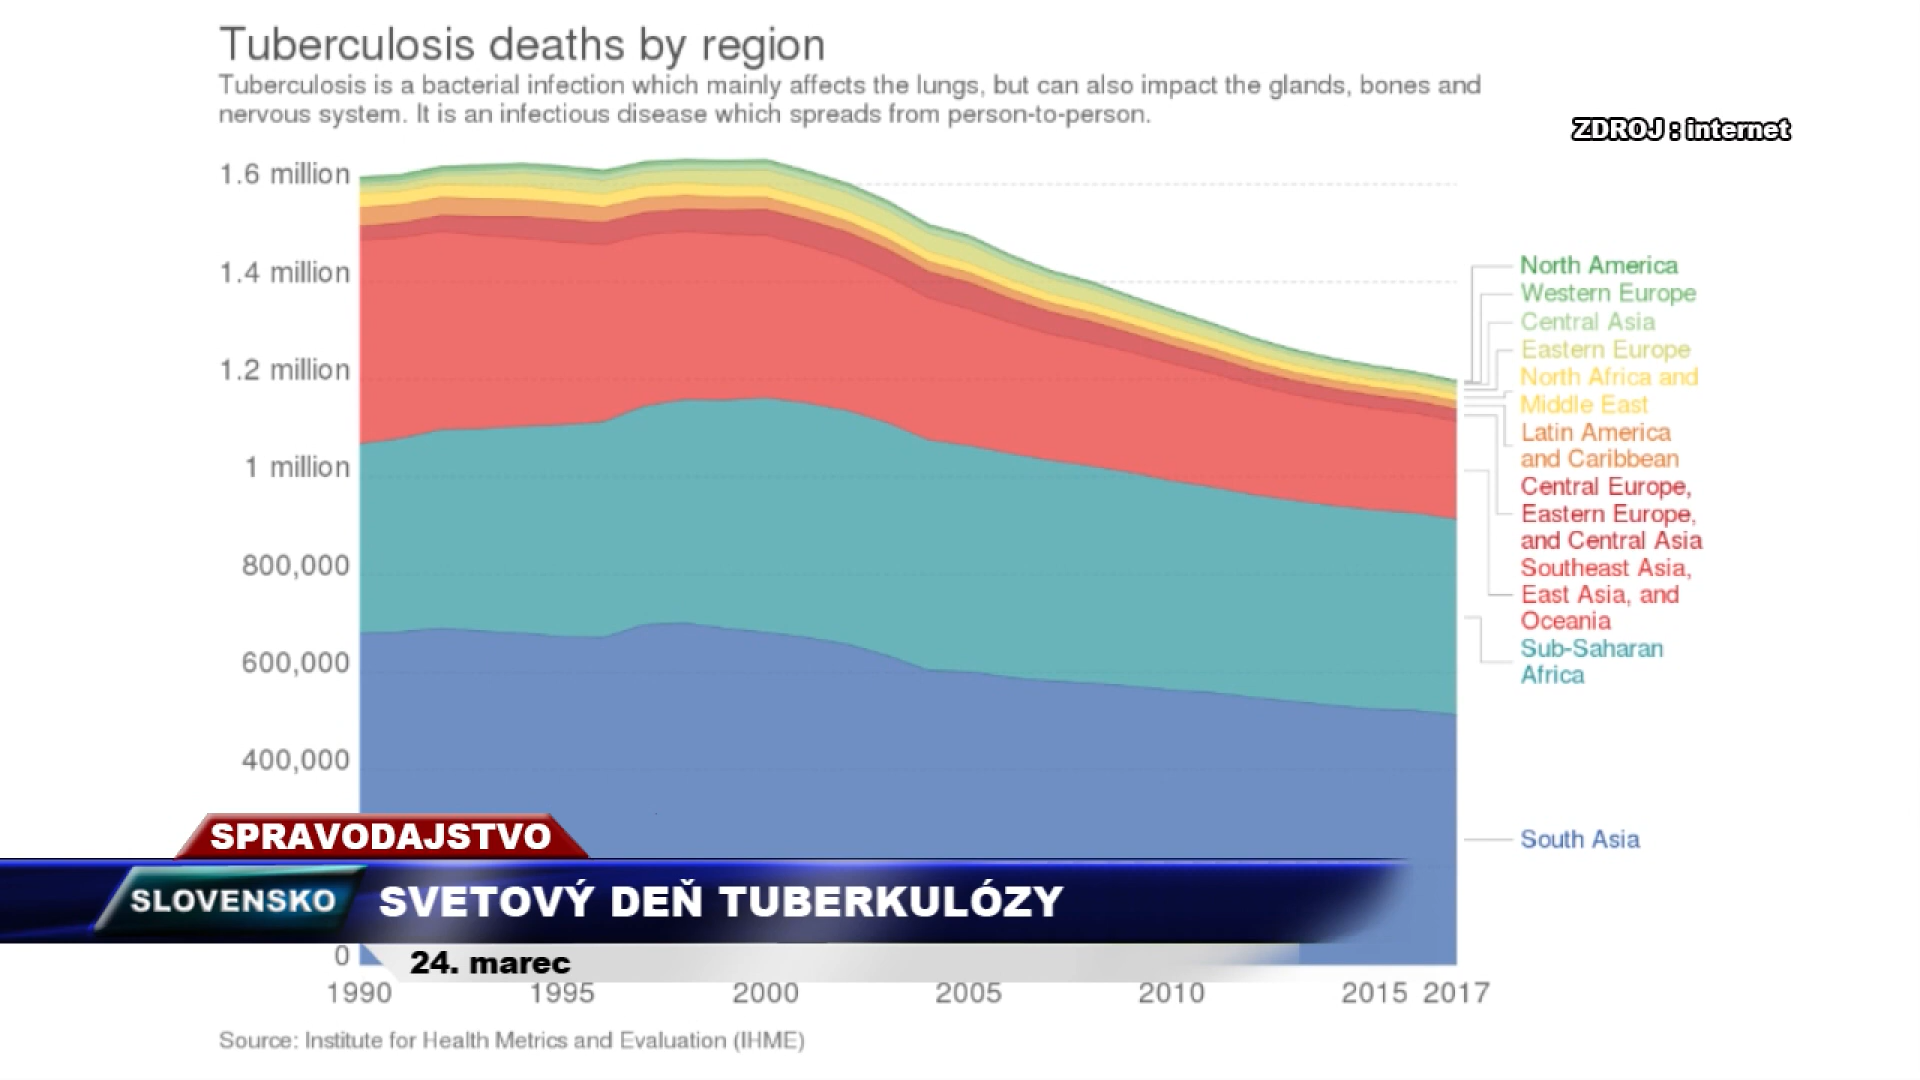 Tuberculosis deaths by region
Tuberculosis is a bacterial infection which mainly affects the lungs, but can also impact the glands, bones and
nervous system. It is an infectious disease which spreads from person-to-person.
ZDROJ : internet
1.6 million
1.4 million
1.2 million
1 million
800,000
600,000
400,000
0
North America
Western Europe
Central Asia
Eastern Europe
North Africa and
Middle East
Latin America
and Caribbean
Central Europe,
Eastern Europe,
and Central Asia
Southeast Asia,
East Asia, and
Oceania
Sub-Saharan
Africa
South Asia
SPRAVODAJSTVO
SLOVENSKO
SVETOVÝ DEŇ TUBERKULÓZY
24. marec
1990
1995
2000
2005
2010
2015
2017
Source: Institute for Health Metrics and Evaluation (IHME)